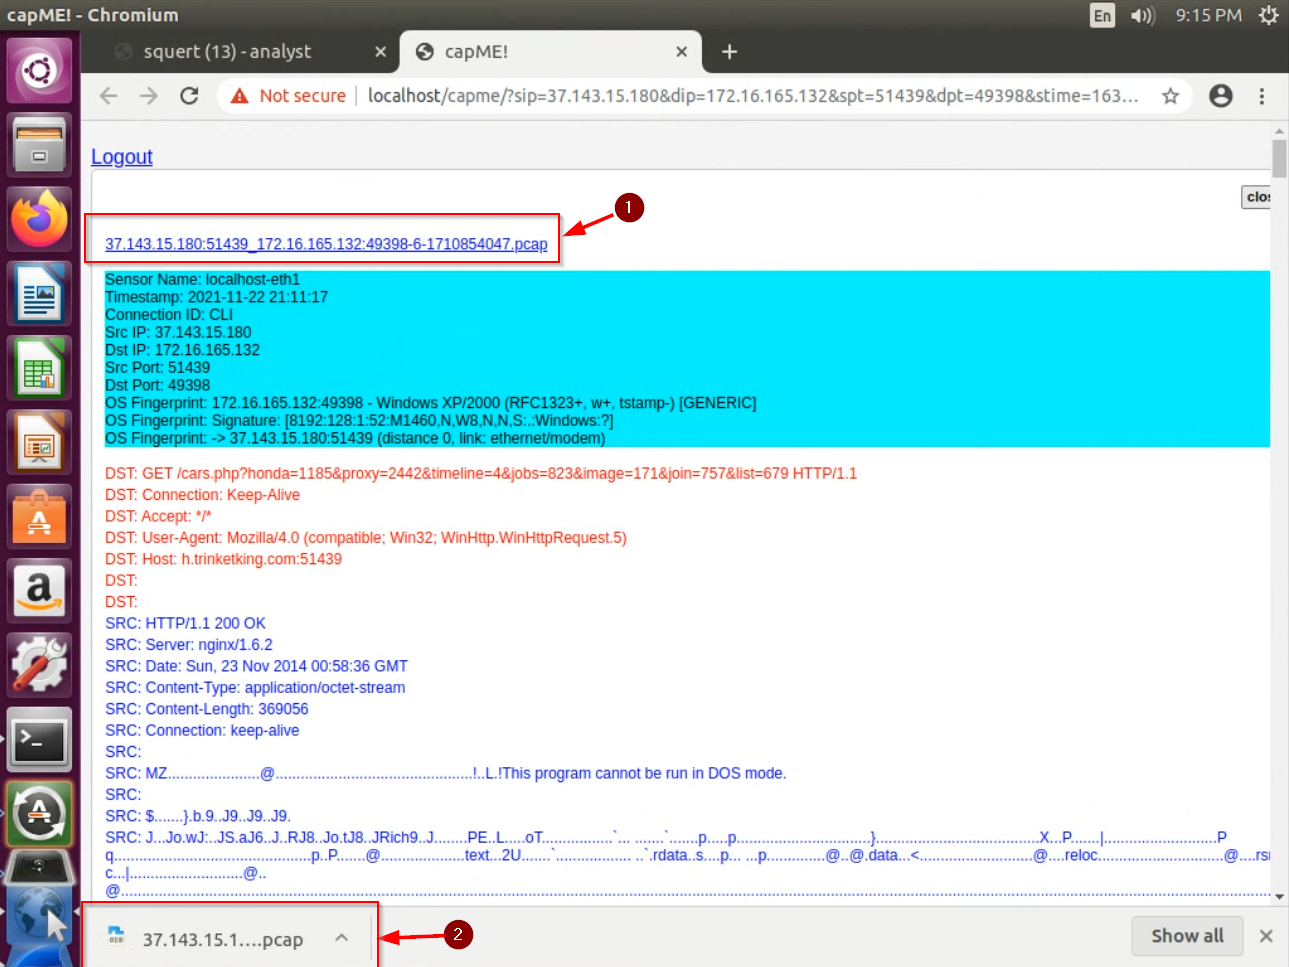 capME! - Chromium
En
9:15 PM
squert (13) - analyst
capME!
Not secure
localhost/capme/?sip=37.143.15.180&dip=172.16.165.132&spt=51439&dpt=49398&stime=163...
Logout
clos
1
37.143.15.180:51439_172.16.165.132:49398-6-1710854047.pcap
Sensor Name: localhost-eth1
Timestamp: 2021-11-22 21:11:17
Connection ID: CLI
Src IP: 37.143.15.180
Dst IP: 172.16.165.132
Src Port: 51439
Dst Port: 49398
OS Fingerprint: 172.16.165.132:49398 - Windows XP/2000 (RFC1323+, w+, tstamp-) [GENERIC]
OS Fingerprint: Signature: [8192:128:1:52:M1460,N,W8,N,N,S:.:Windows:?]
OS Fingerprint: -> 37.143.15.180:51439 (distance 0, link: ethernet/modem)
DST: GET /cars.php?honda=1185&proxy=2442&timeline=4&jobs=823&image=171&join=757&list=679 HTTP/1.1
DST: Connection: Keep-Alive
DST: Accept: */*
DST: User-Agent: Mozilla/4.0 (compatible; Win32; WinHttp.WinHttpRequest.5)
DST: Host: h.trinketking.com:51439
DST:
DST:
SRC: HTTP/1.1 200 OK
SRC: Server: nginx/1.6.2
SRC: Date: Sun, 23 Nov 2014 00:58:36 GMT
SRC: Content-Type: application/octet-stream
SRC: Content-Length: 369056
SRC: Connection: keep-alive
SRC:
SRC: MZ......................@...............................................!..L.!This program cannot be run in DOS mode.
SRC:
SRC: $.......}.b.9..J9..J9..J9.
SRC: J...Jo.wJ:..JS.aJ6..J..RJ8..Jo.tJ8..JRich9..J........PE..L.....oT.................`... .......`.......p....p................................}.......................................X...P.......|...........................P
q...............................................p..P.......@....................text...2U.......`.................. ..`.rdata..s....p... ...p..............@..@.data...<...........................@....reloc..............................@....rsr
c...|...........................@..
@
37.143.15.1....pcap
2
Show all